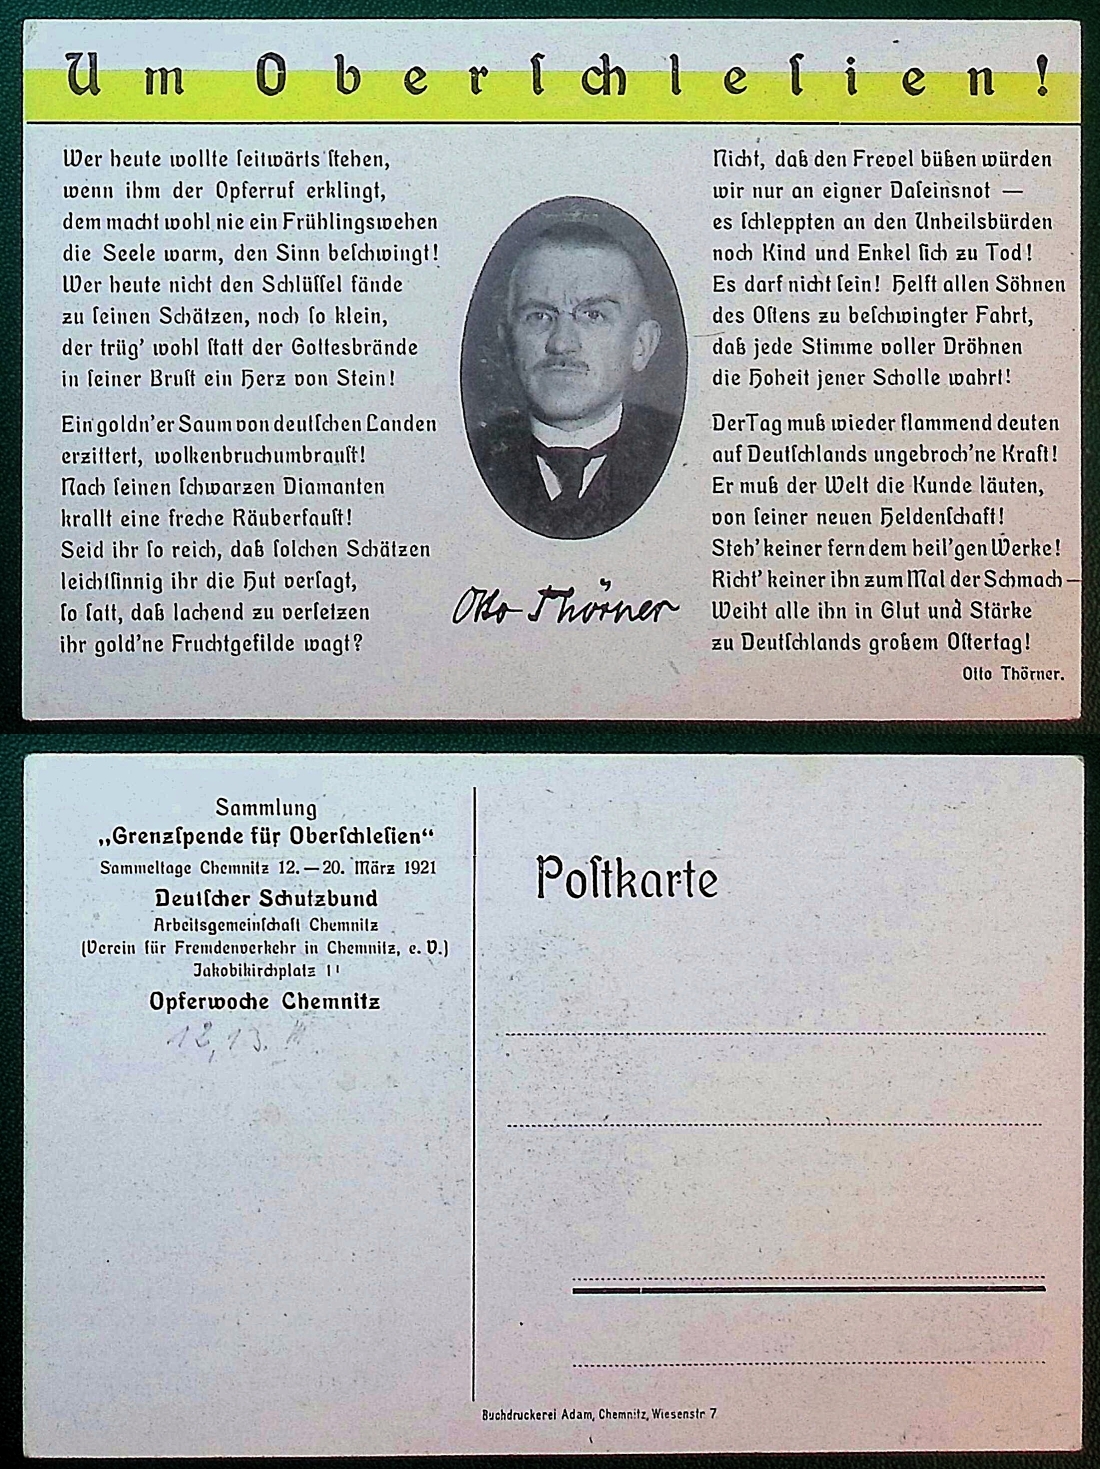 Um Oberſchleſien!
Wer heute wollte ſeitwärts ſtehen,
wenn ihm der Opferruf erklingt,
dem macht wohl nie ein Frühlingswehen
die Seele warm, den Sinn beſchwingt!
Wer heute nicht den Schlüſſel fände
zu ſeinen Schätzen, noch ſo klein,
der trüg' wohl ſtatt der Gottesbrände
in ſeiner Bruſt ein Herz von Stein!
Ein goldn'er Saum von deutſchen Landen
erzittert, wolkenbruchumbrauſt!
Nach ſeinen ſchwarzen Diamanten
krallt eine freche Räuberfauſt!
Seid ihr ſo reich, daß ſolchen Schätzen
leichtſinnig ihr die Hut verſagt,
ſo ſatt, daß lachend zu verſetzen
ihr gold'ne Fruchtgefilde wagt?
Otto Thörner
Nicht, daß den Frevel büßen würden
wir nur an eigner Daſeinsnot —
es ſchleppten an den Unheilsbürden
noch Kind und Enkel ſich zu Tod!
Es darf nicht ſein! Helft allen Söhnen
des Oſtens zu beſchwingter Fahrt,
daß jede Stimme voller Dröhnen
die Hoheit jener Scholle wahrt!
Der Tag muß wieder flammend deuten
auf Deutſchlands ungebroch'ne Kraft!
Er muß der Welt die Kunde läuten,
von ſeiner neuen Heldenſchaft!
Steh' keiner fern dem heil'gen Werke!
Richt' keiner ihn zum Mal der Schmach —
Weiht alle ihn in Glut und Stärke
zu Deutſchlands großem Oſtertag!
Otto Thörner.
Sammlung
„Grenzſpende für Oberſchleſien“
Sammeltage Chemnitz 12.—20. März 1921
Deutſcher Schutzbund
Arbeitsgemeinſchaft Chemnitz
(Verein für Fremdenverkehr in Chemnitz, e. V.)
Jakobikirchplatz 1ᴵ
Opferwoche Chemnitz
12, 13. III
Poſtkarte
Buchdruckerei Adam, Chemnitz, Wiesenstr 7